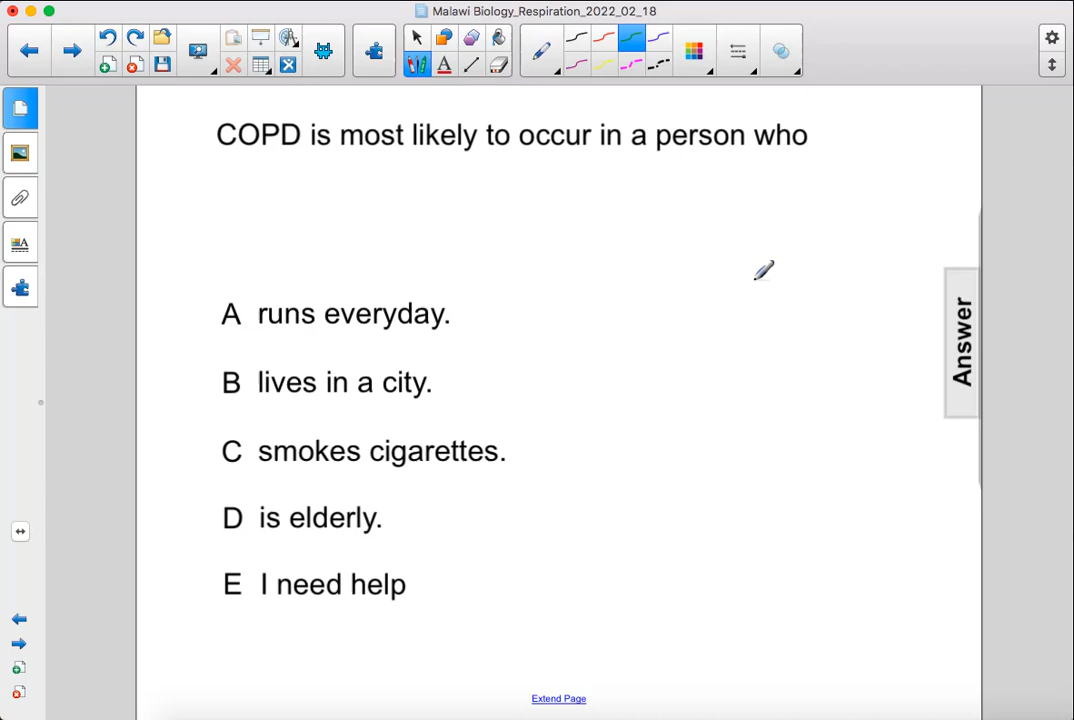 Malawi Biology_Respiration_2022_02_18
COPD is most likely to occur in a person who
A runs everyday.
B lives in a city.
C smokes cigarettes.
D is elderly.
E I need help
Answer
Extend Page